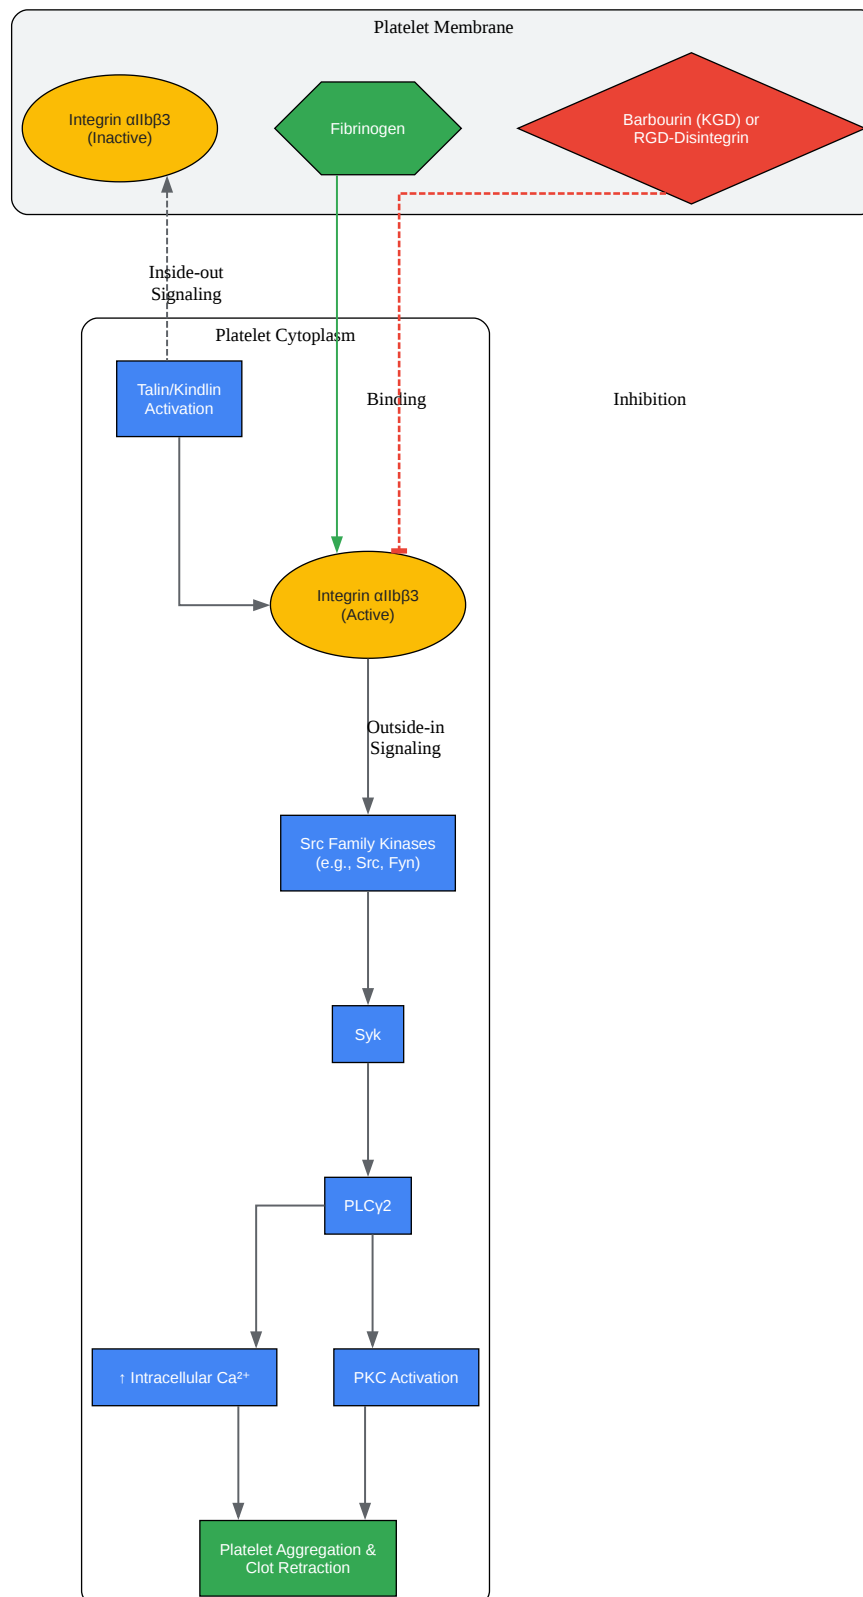 Platelet Membrane
Integrin αIIbβ3
(Inactive)
Fibrinogen
Barbourin (KGD) or
RGD-Disintegrin
Inside-out
Signaling
Platelet Cytoplasm
Talin/Kindlin
Activation
Binding
Inhibition
Integrin αIIbβ3
(Active)
Outside-in
Signaling
Src Family Kinases
(e.g., Src, Fyn)
Syk
PLCγ2
↑ Intracellular Ca²⁺
PKC Activation
Platelet Aggregation &
Clot Retraction